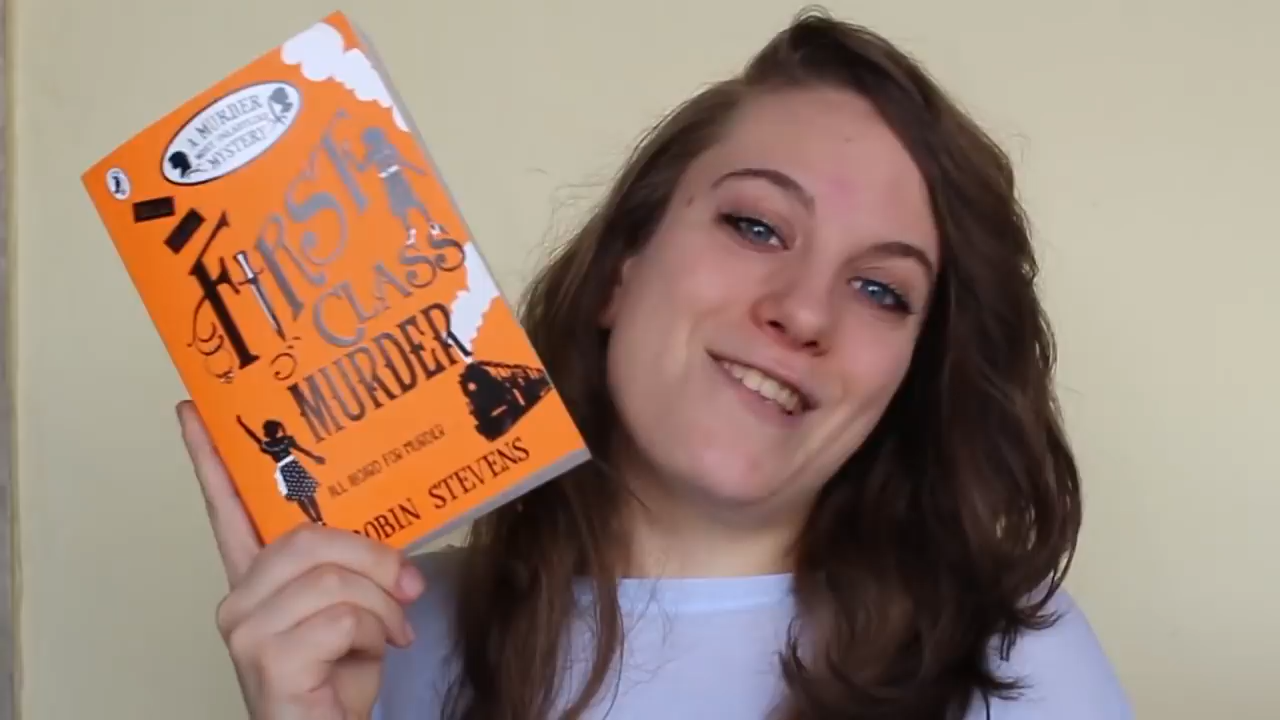 A MURDER
MOST UNLADYLIKE
MYSTERY
FIRST
CLASS
MURDER
ALL ABOARD FOR MURDER
ROBIN STEVENS